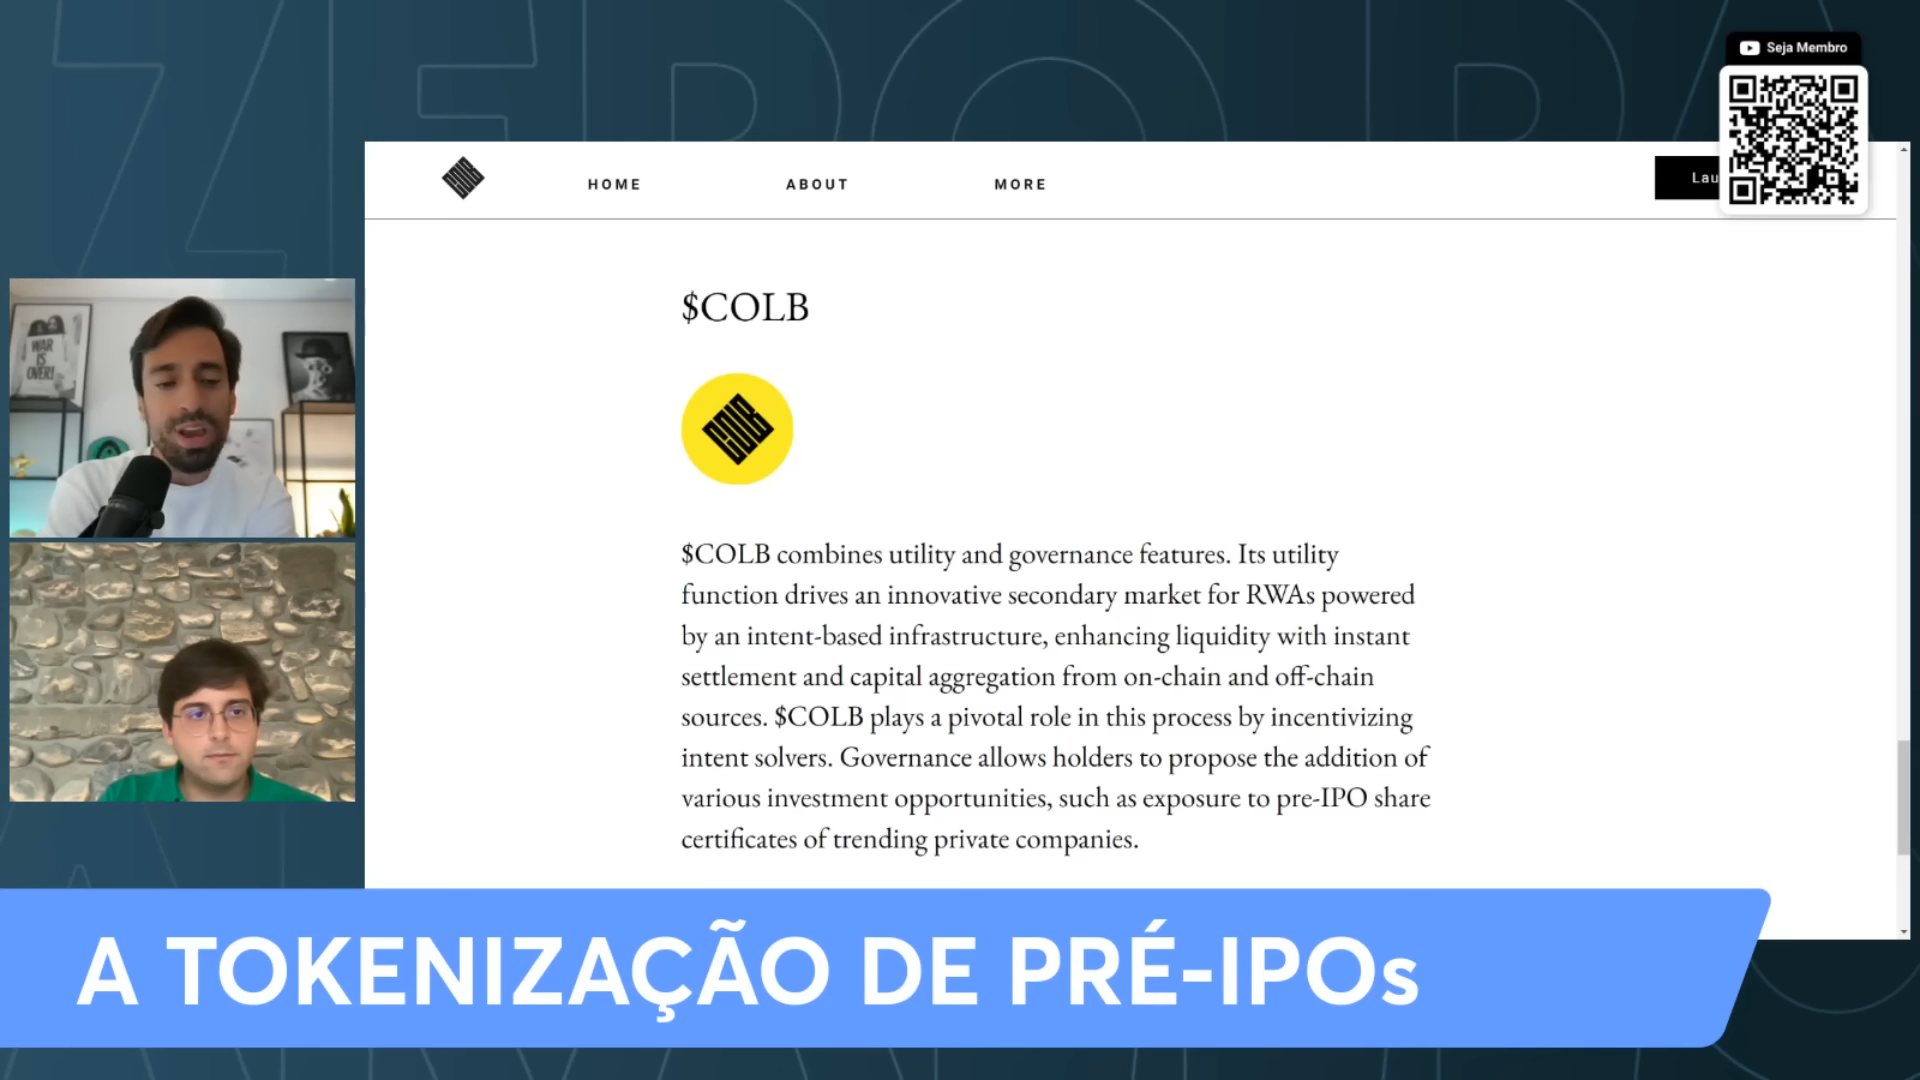 Seja Membro
HOME
ABOUT
MORE
Lau
$COLB
COLB
$COLB combines utility and governance features. Its utility
function drives an innovative secondary market for RWAs powered
by an intent-based infrastructure, enhancing liquidity with instant
settlement and capital aggregation from on-chain and off-chain
sources. $COLB plays a pivotal role in this process by incentivizing
intent solvers. Governance allows holders to propose the addition of
various investment opportunities, such as exposure to pre-IPO share
certificates of trending private companies.
WAR
IS
OVER!
A TOKENIZAÇÃO DE PRÉ-IPOs